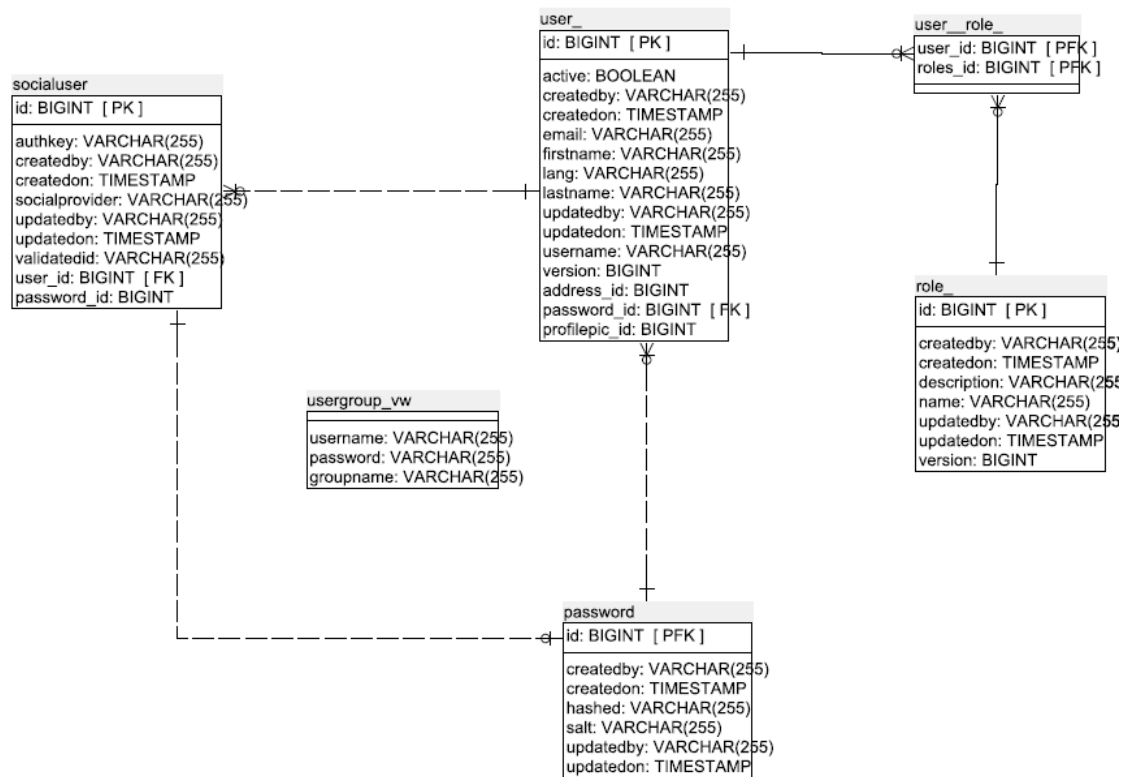 user_
id: BIGINT [ PK ]
active: BOOLEAN
createdby: VARCHAR(255)
createdon: TIMESTAMP
email: VARCHAR(255)
firstname: VARCHAR(255)
lang: VARCHAR(255)
lastname: VARCHAR(255)
updatedby: VARCHAR(255)
updatedon: TIMESTAMP
username: VARCHAR(255)
version: BIGINT
address_id: BIGINT
password_id: BIGINT [ FK ]
profilepic_id: BIGINT
user__role_
user_id: BIGINT [ PFK ]
roles_id: BIGINT [ PFK ]
socialuser
id: BIGINT [ PK ]
authkey: VARCHAR(255)
createdby: VARCHAR(255)
createdon: TIMESTAMP
socialprovider: VARCHAR(255)
updatedby: VARCHAR(255)
updatedon: TIMESTAMP
validatedid: VARCHAR(255)
user_id: BIGINT [ FK ]
password_id: BIGINT
role_
id: BIGINT [ PK ]
createdby: VARCHAR(255)
createdon: TIMESTAMP
description: VARCHAR(255
name: VARCHAR(255)
updatedby: VARCHAR(255
updatedon: TIMESTAMP
version: BIGINT
usergroup_vw
username: VARCHAR(255)
password: VARCHAR(255)
groupname: VARCHAR(255)
password
id: BIGINT [ PFK ]
createdby: VARCHAR(255)
createdon: TIMESTAMP
hashed: VARCHAR(255)
salt: VARCHAR(255)
updatedby: VARCHAR(255)
updatedon: TIMESTAMP